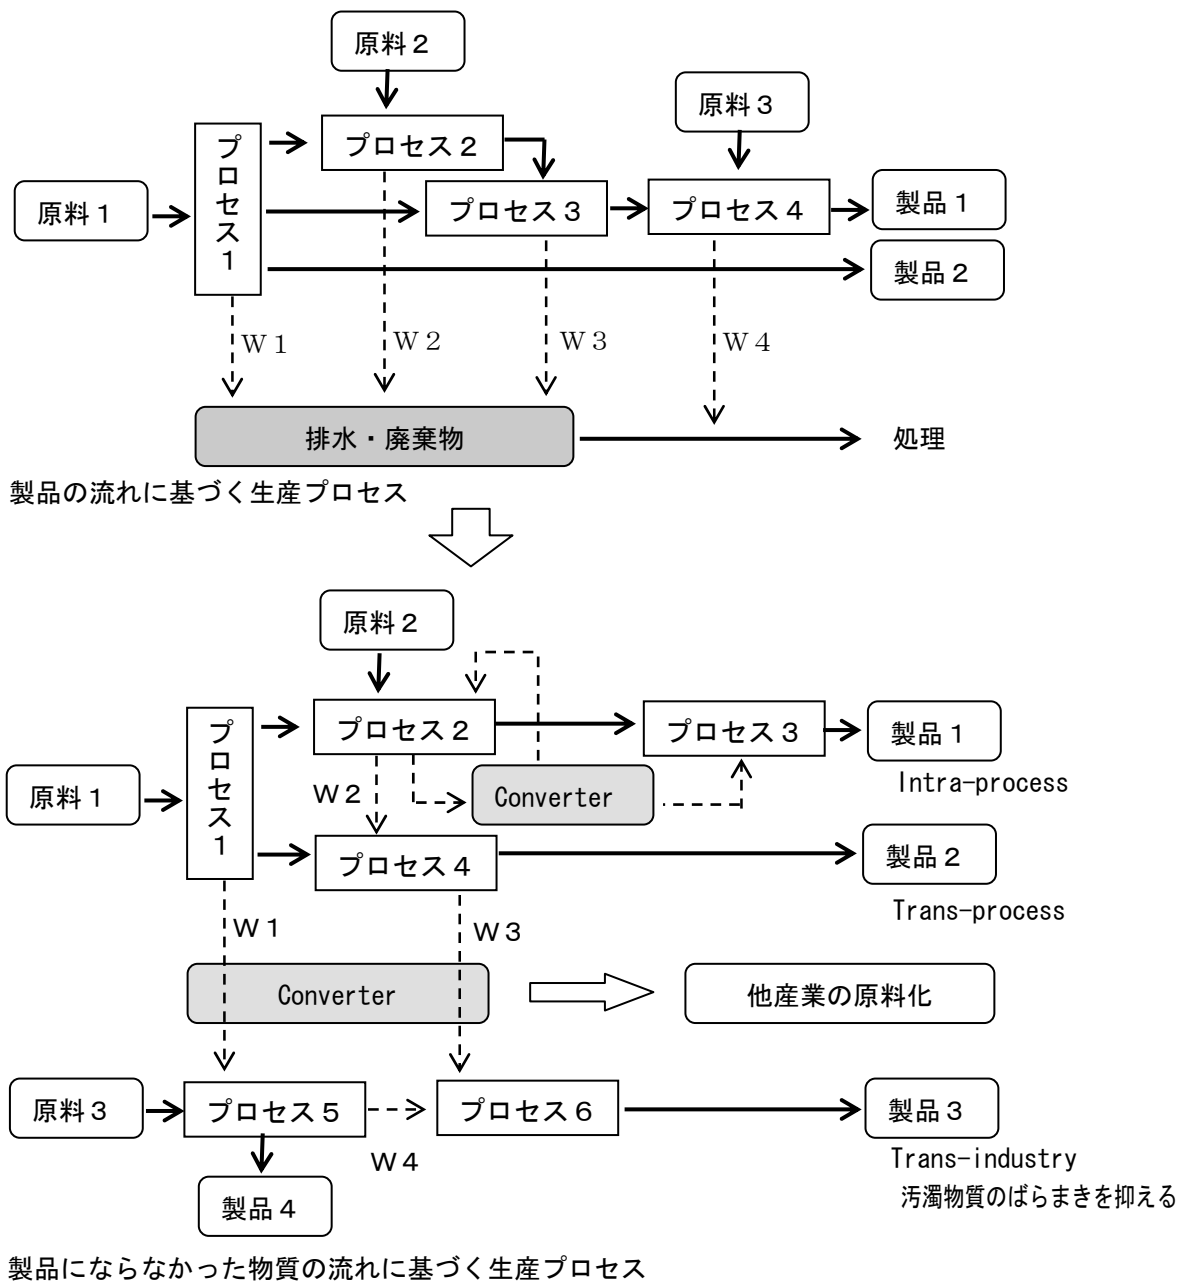 原料２
原料３
プロセス２
プロセス１
原料１
プロセス３
プロセス４
製品１
製品２
Ｗ１
Ｗ２
Ｗ３
Ｗ４
排水・廃棄物
処理
製品の流れに基づく生産プロセス
原料２
プロセス２
プロセス３
製品１
プロセス１
Intra-process
原料１
Ｗ２
Converter
プロセス４
製品２
Trans-process
Ｗ１
Ｗ３
Converter
他産業の原料化
原料３
プロセス５
プロセス６
製品３
Ｗ４
Trans-industry
汚濁物質のばらまきを抑える
製品４
製品にならなかった物質の流れに基づく生産プロセス